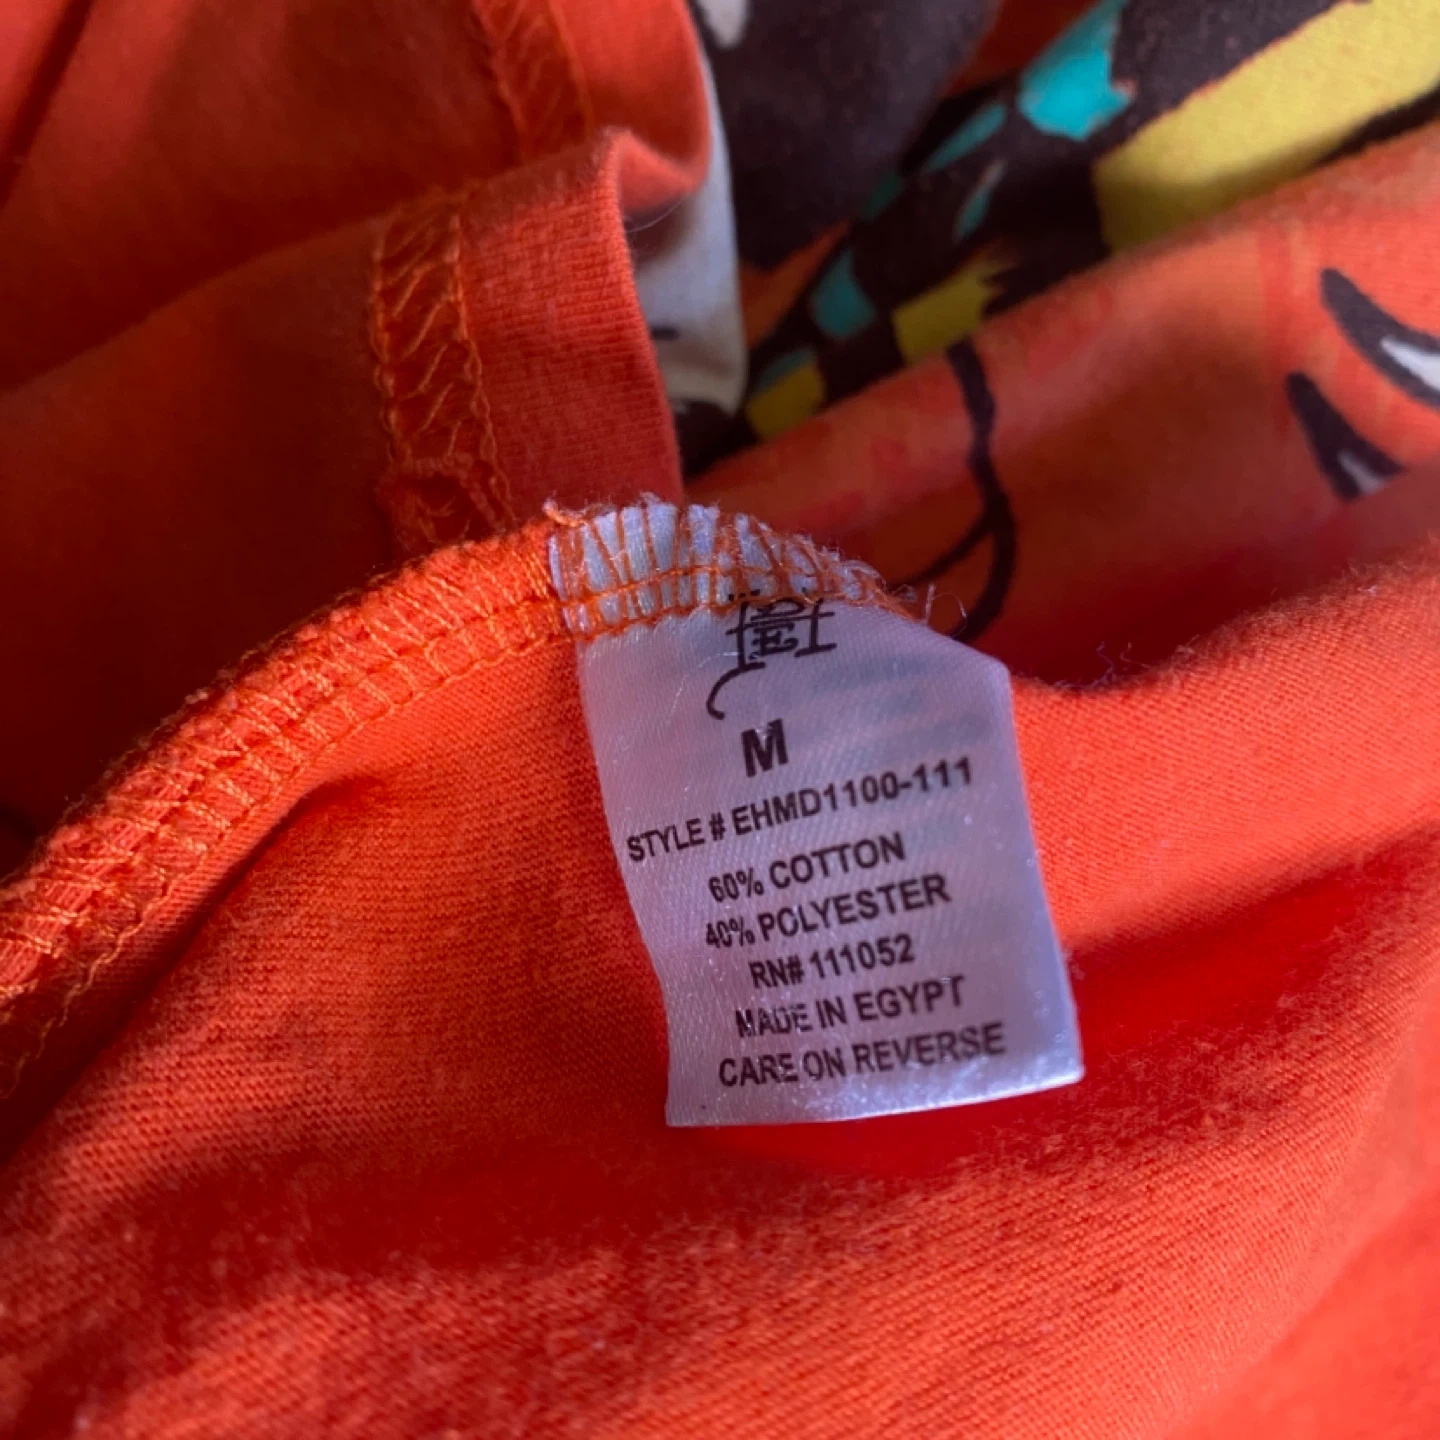 M
STYLE # EHMD1100-111
60% COTTON
40% POLYESTER
RN# 111052
MADE IN EGYPT
CARE ON REVERSE